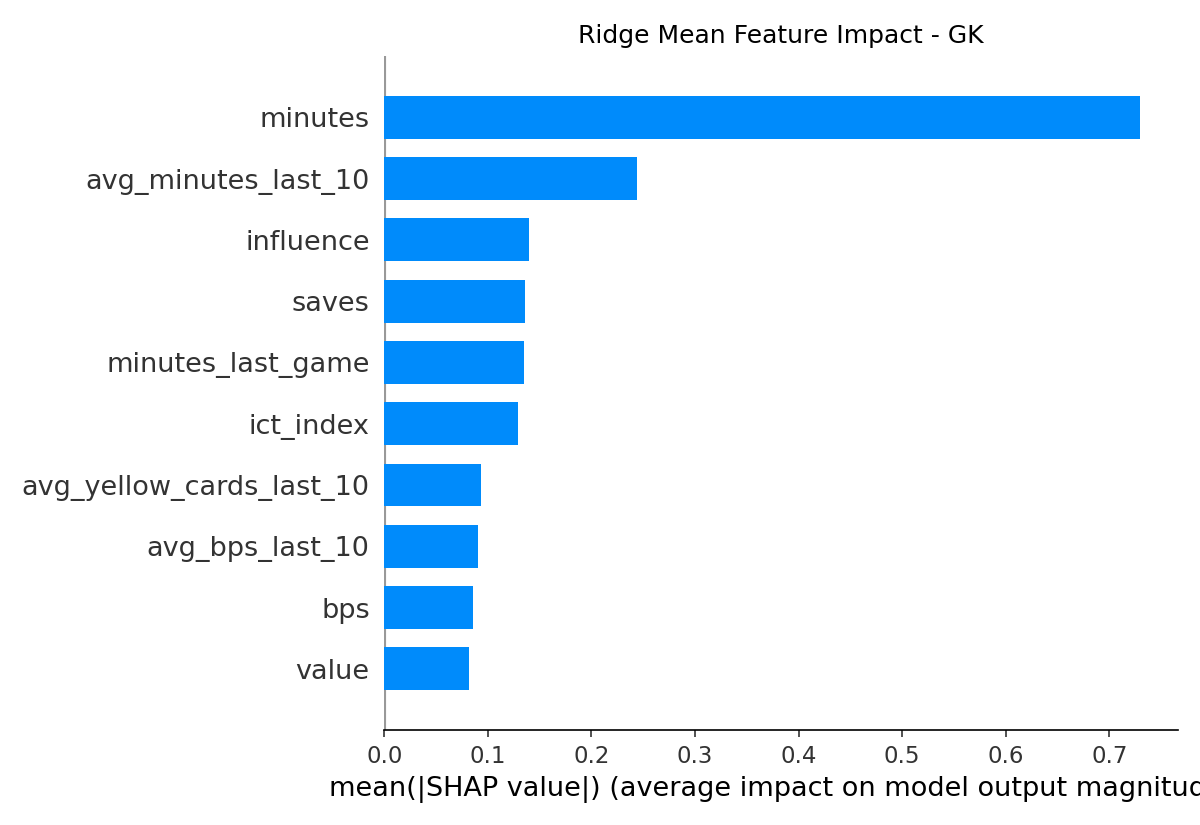 Ridge Mean Feature Impact - GK
minutes
avg_minutes_last_10
influence
saves
minutes_last_game
ict_index
avg_yellow_cards_last_10
avg_bps_last_10
bps
value
0.0 0.1 0.2 0.3 0.4 0.5 0.6 0.7
mean(|SHAP value|) (average impact on model output magnitud